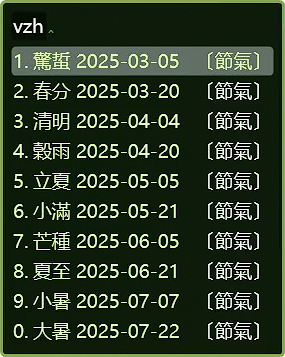 vzh‸
1. 驚蟄 2025-03-05 〔節氣〕
2. 春分 2025-03-20 〔節氣〕
3. 清明 2025-04-04 〔節氣〕
4. 穀雨 2025-04-20 〔節氣〕
5. 立夏 2025-05-05 〔節氣〕
6. 小滿 2025-05-21 〔節氣〕
7. 芒種 2025-06-05 〔節氣〕
8. 夏至 2025-06-21 〔節氣〕
9. 小暑 2025-07-07 〔節氣〕
0. 大暑 2025-07-22 〔節氣〕